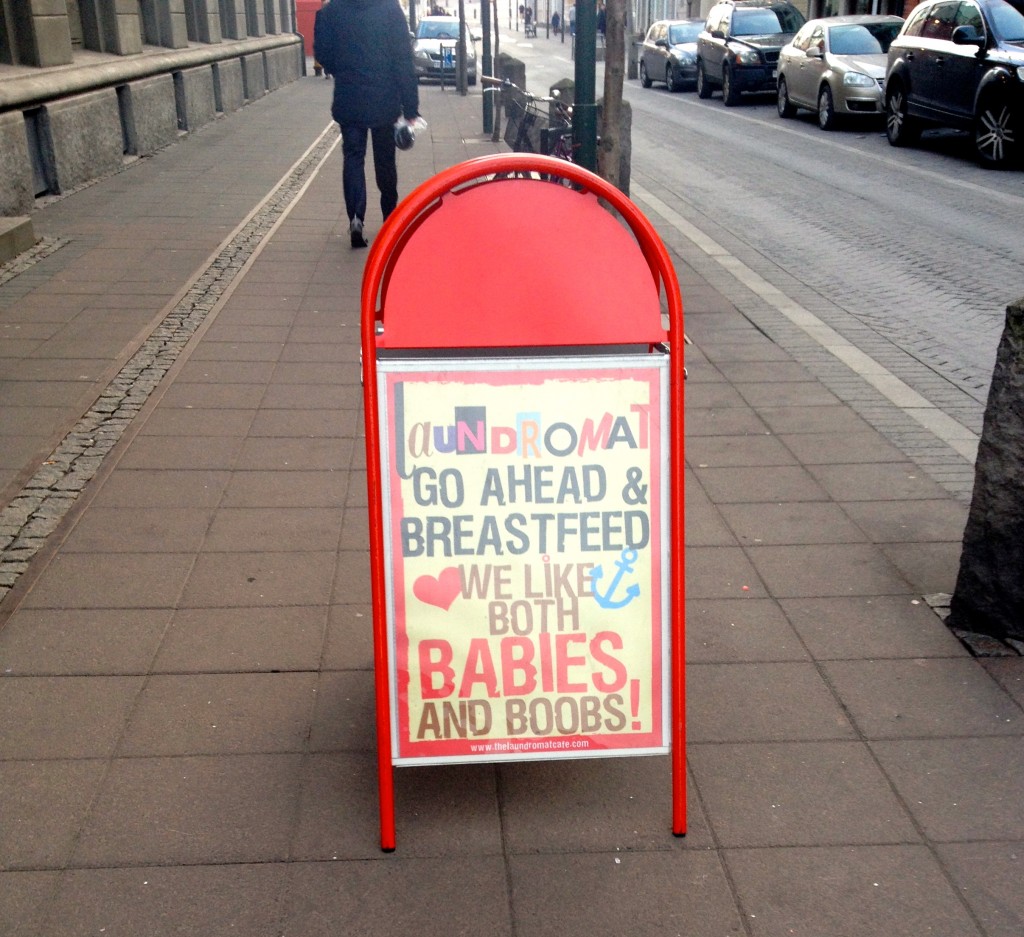 LaUNDROMAT
GO AHEAD &
BREASTFEED
WE LiKE
BOTH
BABIES
AND BOOBS!
www.thelaundromatcafe.com